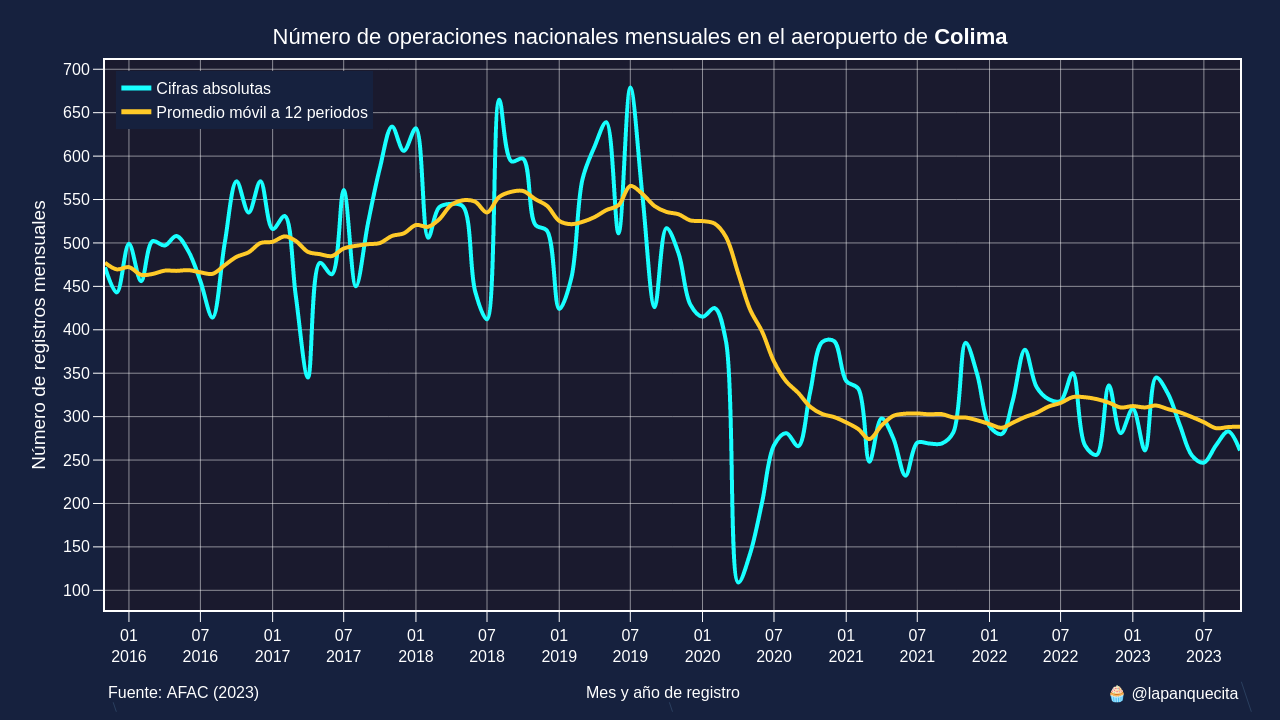 Número de operaciones nacionales mensuales en el aeropuerto de Colima
Cifras absolutas
Promedio móvil a 12 periodos
Número de registros mensuales
700
650
600
550
500
450
400
350
300
250
200
150
100
01 07 01 07 01 07 01 07 01 07 01 07 01 07 01 07
2016 2016 2017 2017 2018 2018 2019 2019 2020 2020 2021 2021 2022 2022 2023 2023
Fuente: AFAC (2023) Mes y año de registro 🧁 @lapanquecita